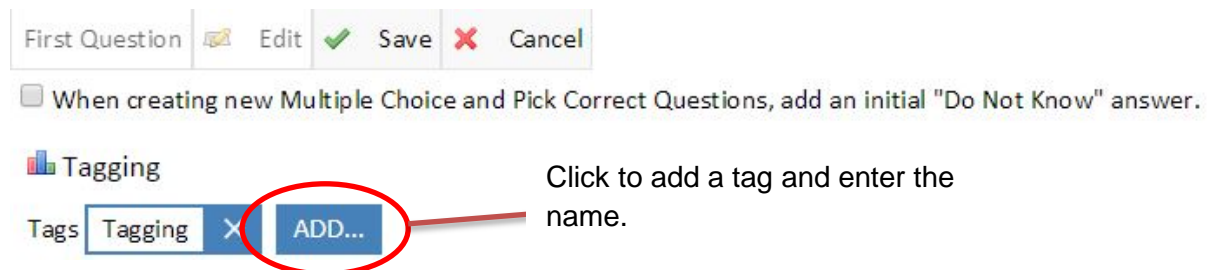 First Question Edit Save Cancel
When creating new Multiple Choice and Pick Correct Questions, add an initial "Do Not Know" answer.
Tagging
Click to add a tag and enter the
name.
Tags Tagging X ADD...